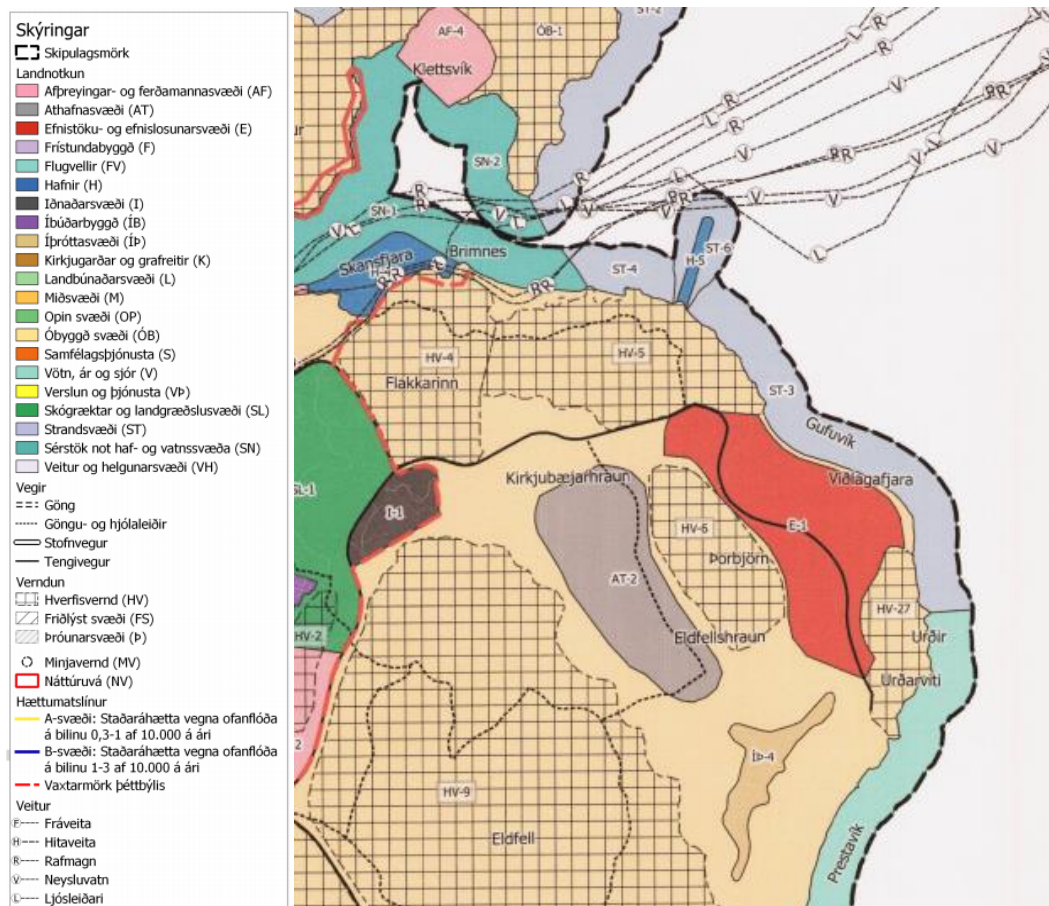 Skýringar
Skipulagsmörk
Landnotkun
Afþreyingar- og ferðamannasvæði (AF)
Athafnasvæði (AT)
Efnistöku- og efnislosunarsvæði (E)
Frístundabyggð (F)
Flugvellir (FV)
Hafnir (H)
Iðnaðarsvæði (I)
Íbúðarbyggð (ÍB)
Íþróttasvæði (ÍÞ)
Kirkjugarðar og grafreitir (K)
Landbúnaðarsvæði (L)
Miðsvæði (M)
Opin svæði (OP)
Óbyggð svæði (ÓB)
Samfélagsþjónusta (S)
Vötn, ár og sjór (V)
Verslun og þjónusta (VÞ)
Skógræktar og landgræðslusvæði (SL)
Strandsvæði (ST)
Sérstök not haf- og vatnssvæða (SN)
Veitur og helgunarsvæði (VH)
Vegir
Göng
Göngu- og hjólaleiðir
Stofnvegur
Tengivegur
Verndun
Hverfisvernd (HV)
Friðlýst svæði (FS)
Þróunarsvæði (Þ)
Minjavernd (MV)
Náttúruvá (NV)
Hættumatslínur
A-svæði: Staðaráhætta vegna ofanflóða
á bilinu 0,3-1 af 10.000 á ári
B-svæði: Staðaráhætta vegna ofanflóða
á bilinu 1-3 af 10.000 á ári
Vaxtarmörk þéttbýlis
Veitur
F Fráveita
H Hitaveita
R Rafmagn
V Neysluvatn
L Ljósleiðari
ST-2
AF-4
ÓB-1
Klettsvík
SN-2
SN-1
Skansfjara
Brimnes
ST-4
H-5
ST-6
HV-4
HV-5
Flakkarinn
ST-3
Gufuvík
Kirkjubæjarhraun
Viðlagafjara
SL-1
I-1
HV-6
E-1
Þorbjörn
AT-2
HV-27
HV-2
Eldfellshraun
Urðir
Urðarviti
ÍÞ-4
HV-9
Eldfell
Prestavík